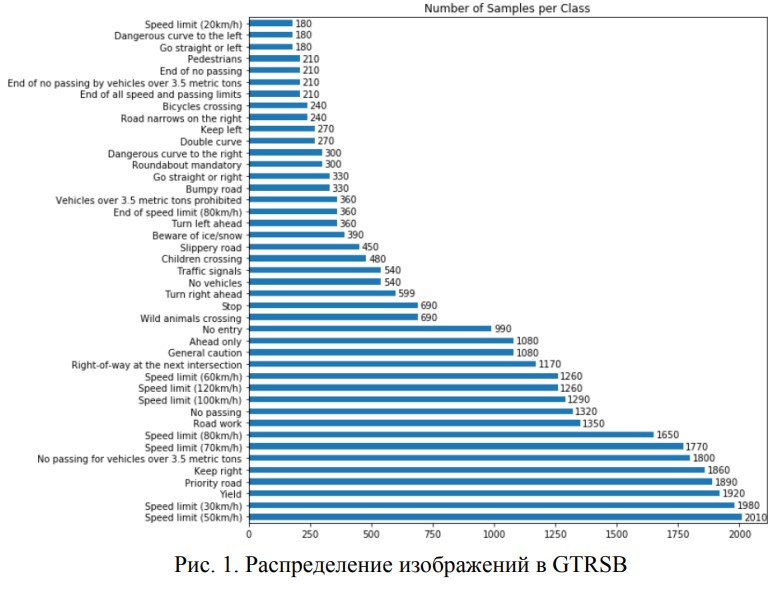 Number of Samples per Class
Speed limit (20km/h) 180
Dangerous curve to the left 180
Go straight or left 180
Pedestrians 210
End of no passing 210
End of no passing by vehicles over 3.5 metric tons 210
End of all speed and passing limits 210
Bicycles crossing 240
Road narrows on the right 240
Keep left 270
Double curve 270
Dangerous curve to the right 300
Roundabout mandatory 300
Go straight or right 330
Bumpy road 330
Vehicles over 3.5 metric tons prohibited 360
End of speed limit (80km/h) 360
Turn left ahead 360
Beware of ice/snow 390
Slippery road 450
Children crossing 480
Traffic signals 540
No vehicles 540
Turn right ahead 599
Stop 690
Wild animals crossing 690
No entry 990
Ahead only 1080
General caution 1080
Right-of-way at the next intersection 1170
Speed limit (60km/h) 1260
Speed limit (120km/h) 1260
Speed limit (100km/h) 1290
No passing 1320
Road work 1350
Speed limit (80km/h) 1650
Speed limit (70km/h) 1770
No passing for vehicles over 3.5 metric tons 1800
Keep right 1860
Priority road 1890
Yield 1920
Speed limit (30km/h) 1980
Speed limit (50km/h) 2010
0 250 500 750 1000 1250 1500 1750 2000
Рис. 1. Распределение изображений в GTRSB